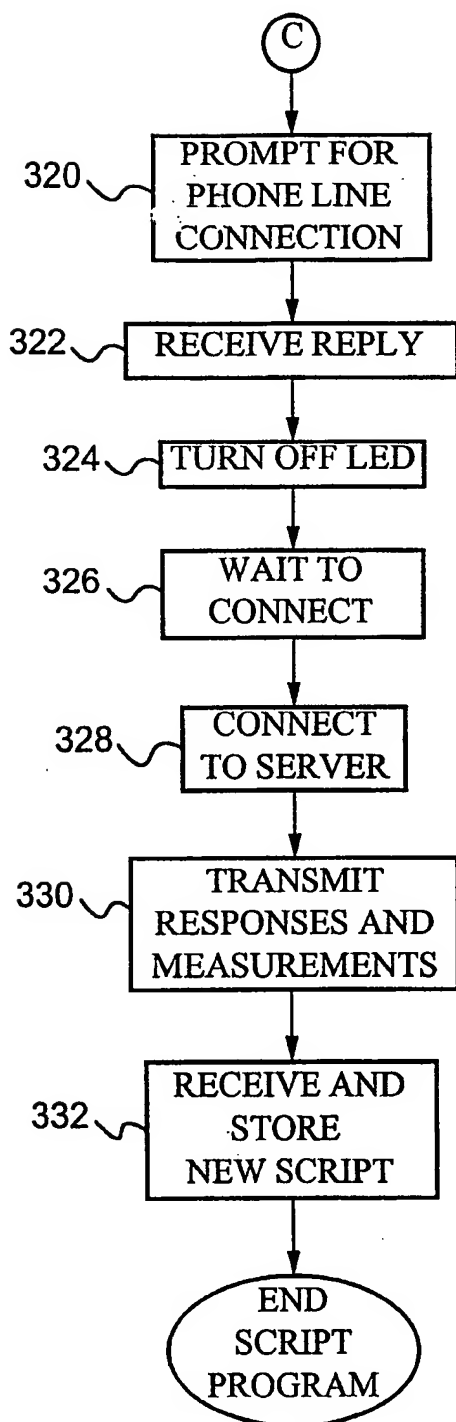 C
320
PROMPT FOR
PHONE LINE
CONNECTION
322
RECEIVE REPLY
324
TURN OFF LED
326
WAIT TO
CONNECT
328
CONNECT
TO SERVER
330
TRANSMIT
RESPONSES AND
MEASUREMENTS
332
RECEIVE AND
STORE
NEW SCRIPT
END
SCRIPT
PROGRAM